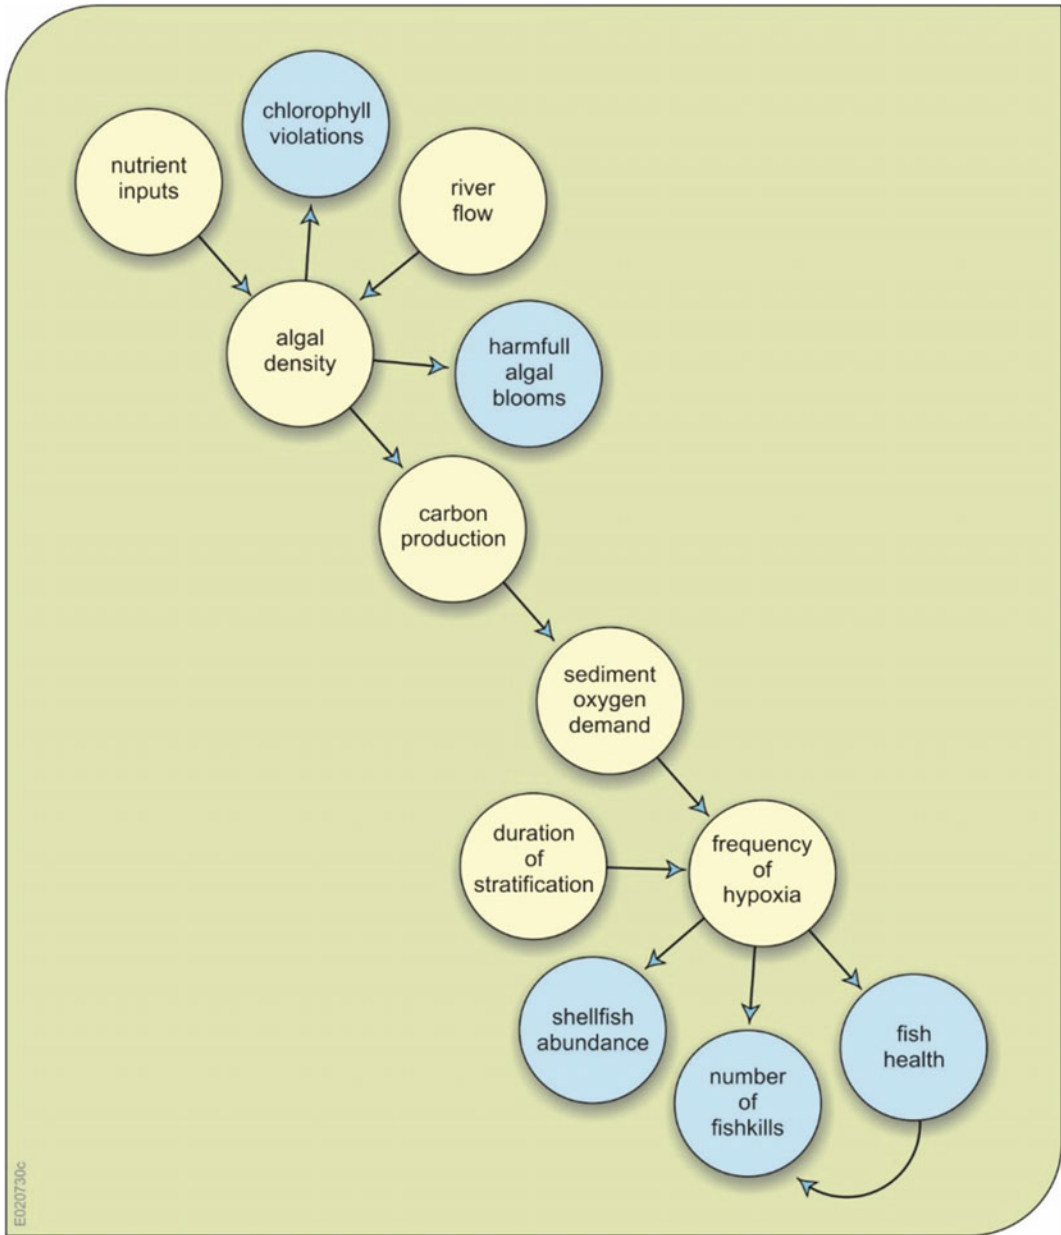 chlorophyll
violations
nutrient
inputs
river
flow
algal
density
harmfull
algal
blooms
carbon
production
sediment
oxygen
demand
duration
of
stratification
frequency
of
hypoxia
shellfish
abundance
number
of
fishkills
fish
health
E020730c